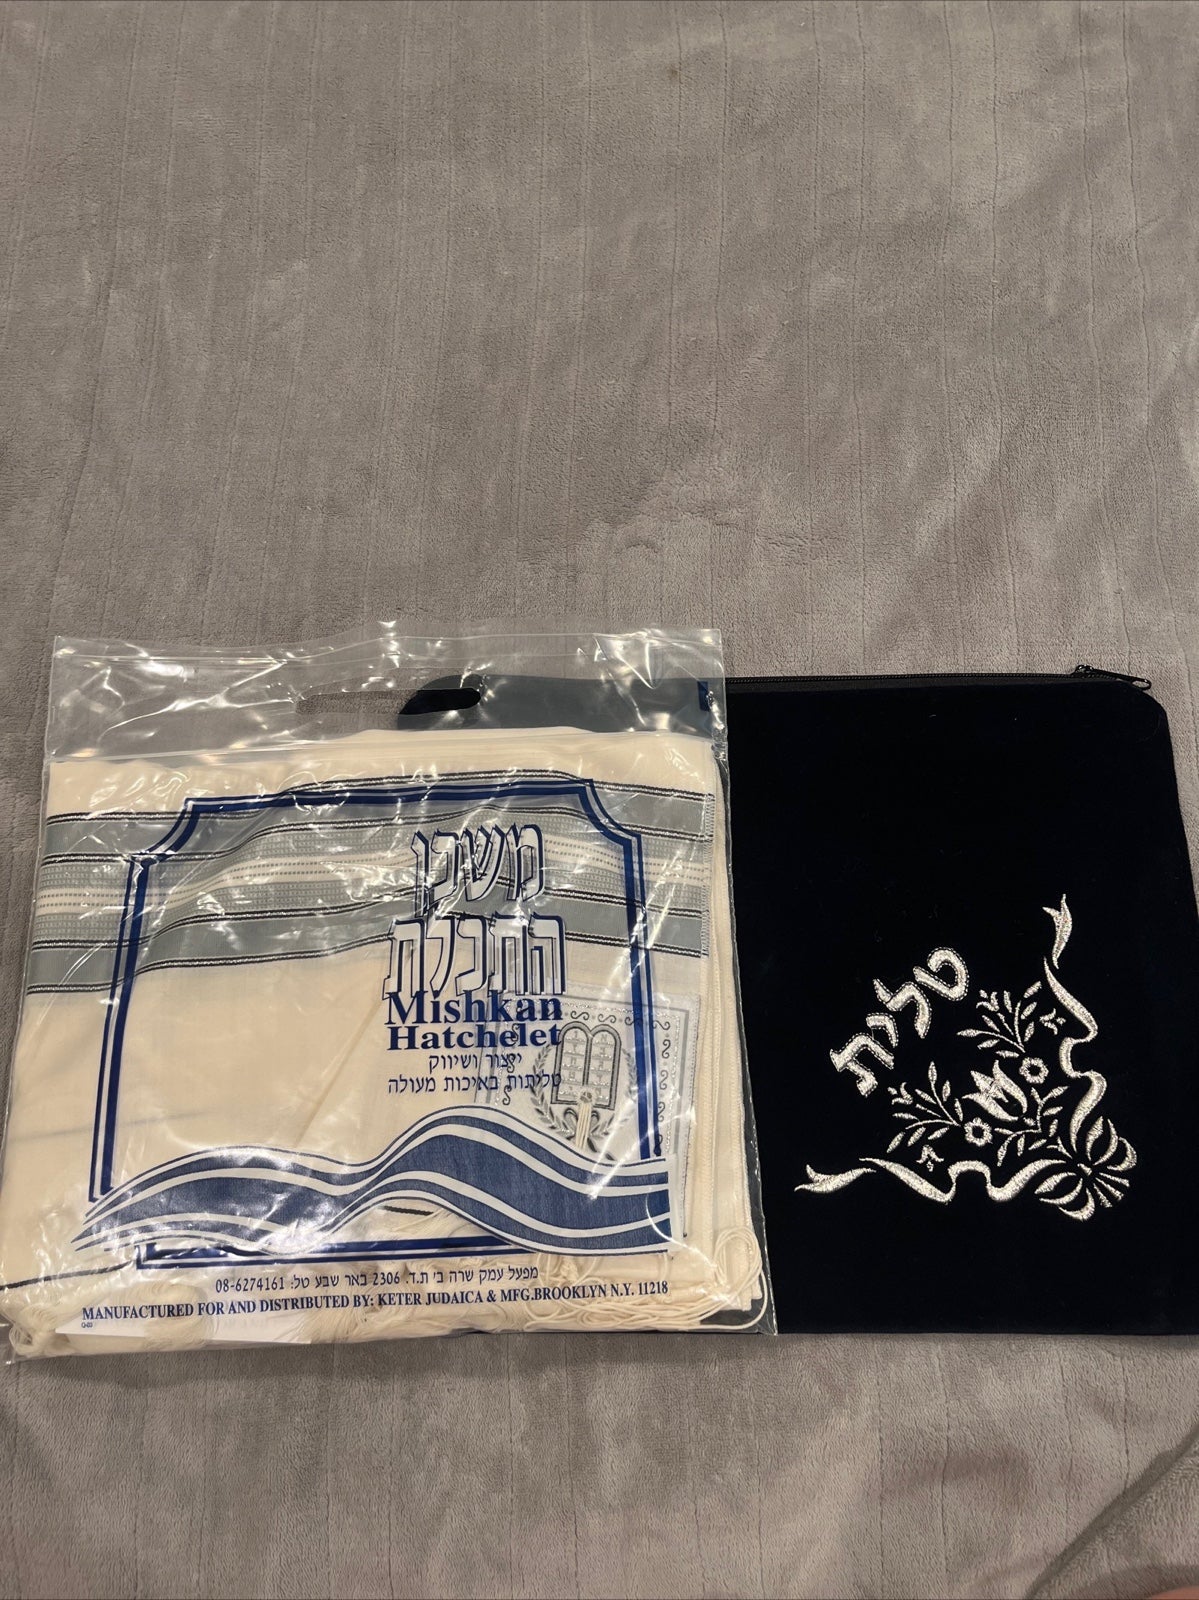 משכן
התכלת
Mishkan
Hatchelet
ייצור ושיווק
טליתות באיכות מעולה
מפעל עמק שרה ב׳ ת.ד. 2306 באר שבע טל: 08-6274161
MANUFACTURED FOR AND DISTRIBUTED BY: KETER JUDAICA & MFG.BROOKLYN N.Y. 11218
טלית